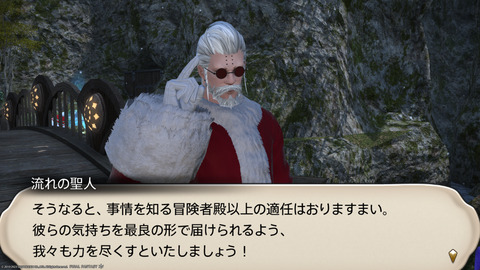 流れの聖人
そうなると、事情を知る冒険者殿以上の適任はおりますまい。
彼らの気持ちを最良の形で届けられるよう、
我々も力を尽くすといたしましょう！
FINAL FANTASY XIV